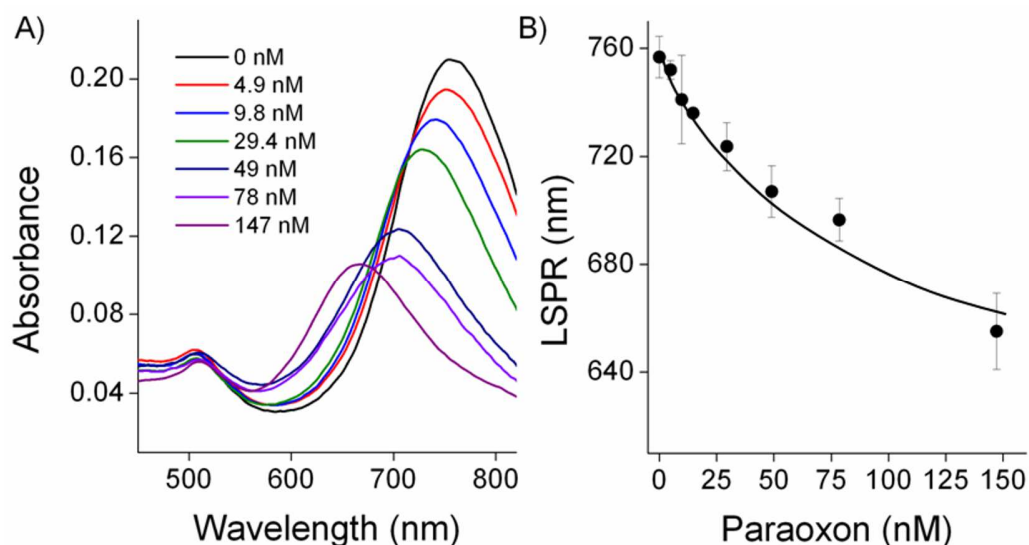 A)
0 nM
4.9 nM
9.8 nM
29.4 nM
49 nM
78 nM
147 nM
0.20
0.16
0.12
0.08
0.04
Absorbance
500 600 700 800
Wavelength (nm)
B)
760
720
680
640
LSPR (nm)
0 25 50 75 100 125 150
Paraoxon (nM)